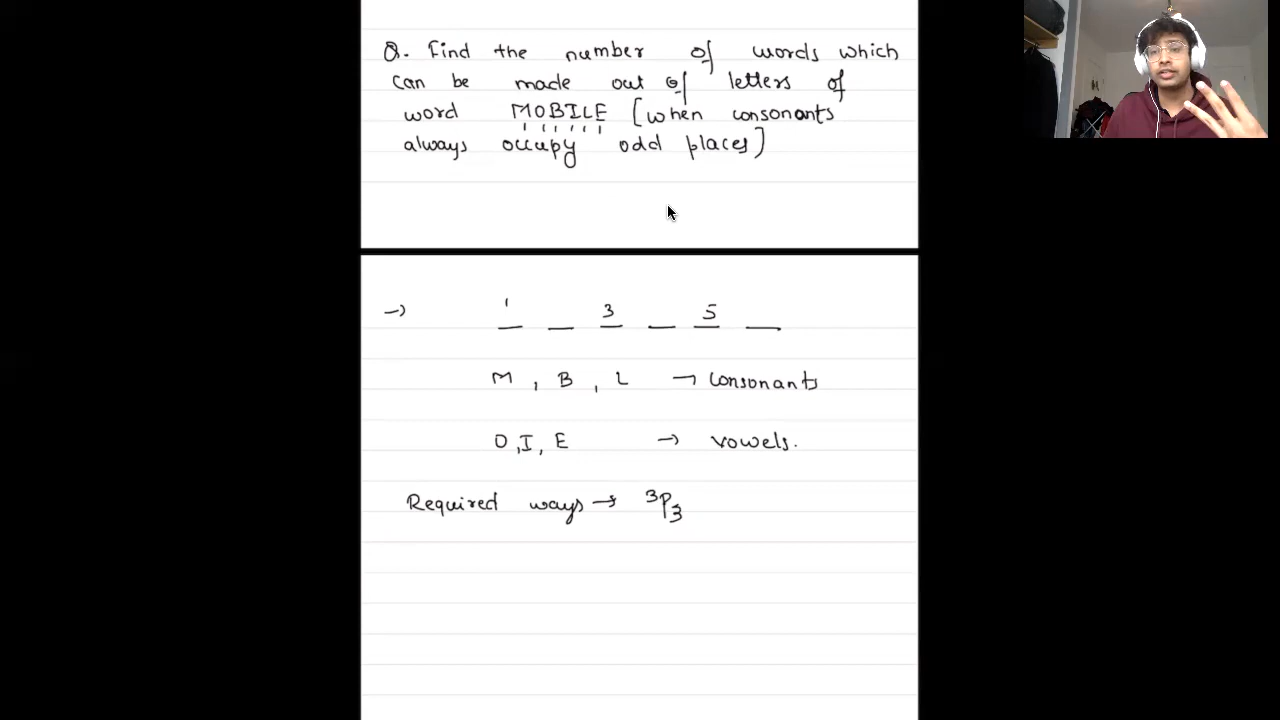 Q. Find the number of words which
can be made out of letters of
word MOBILE [when consonants
always occupy odd places]
→ 1 3 5
M, B, L → consonants
O, I, E → vowels.
Required ways → ³P₃